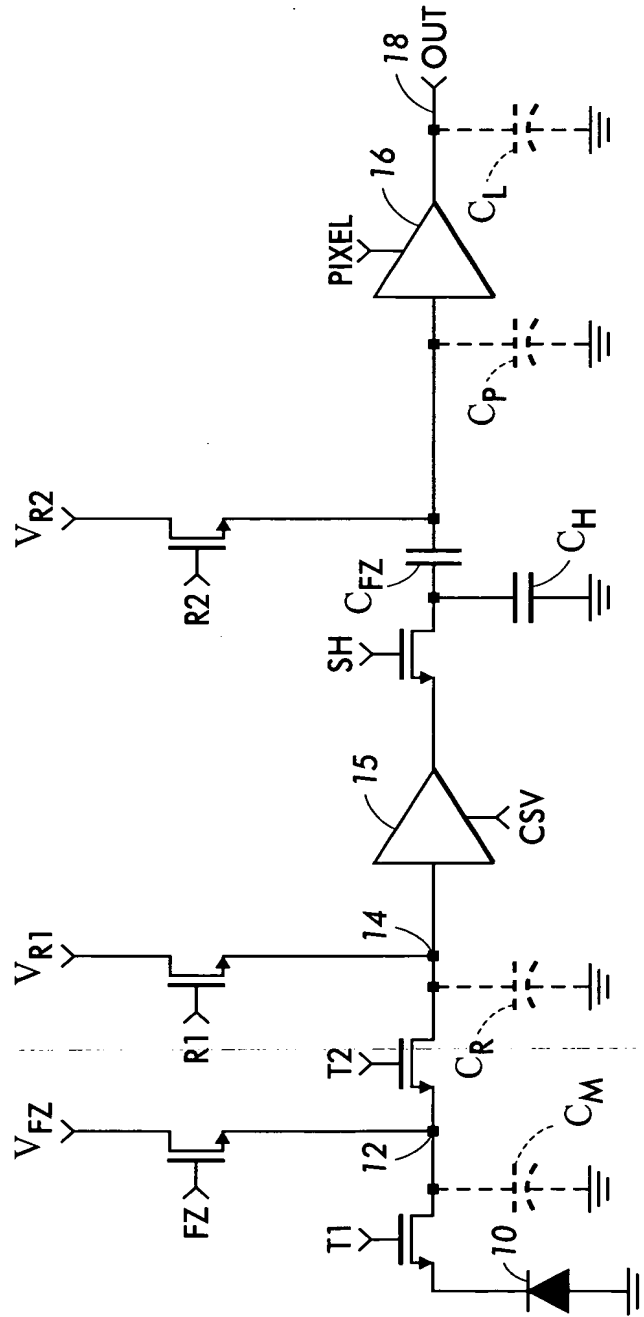 V_FZ
FZ
V_R1
R1
V_R2
R2
T1
12
T2
14
15
SH
PIXEL
16
18
OUT
10
C_M
C_R
CSV
C_FZ
C_H
C_P
C_L